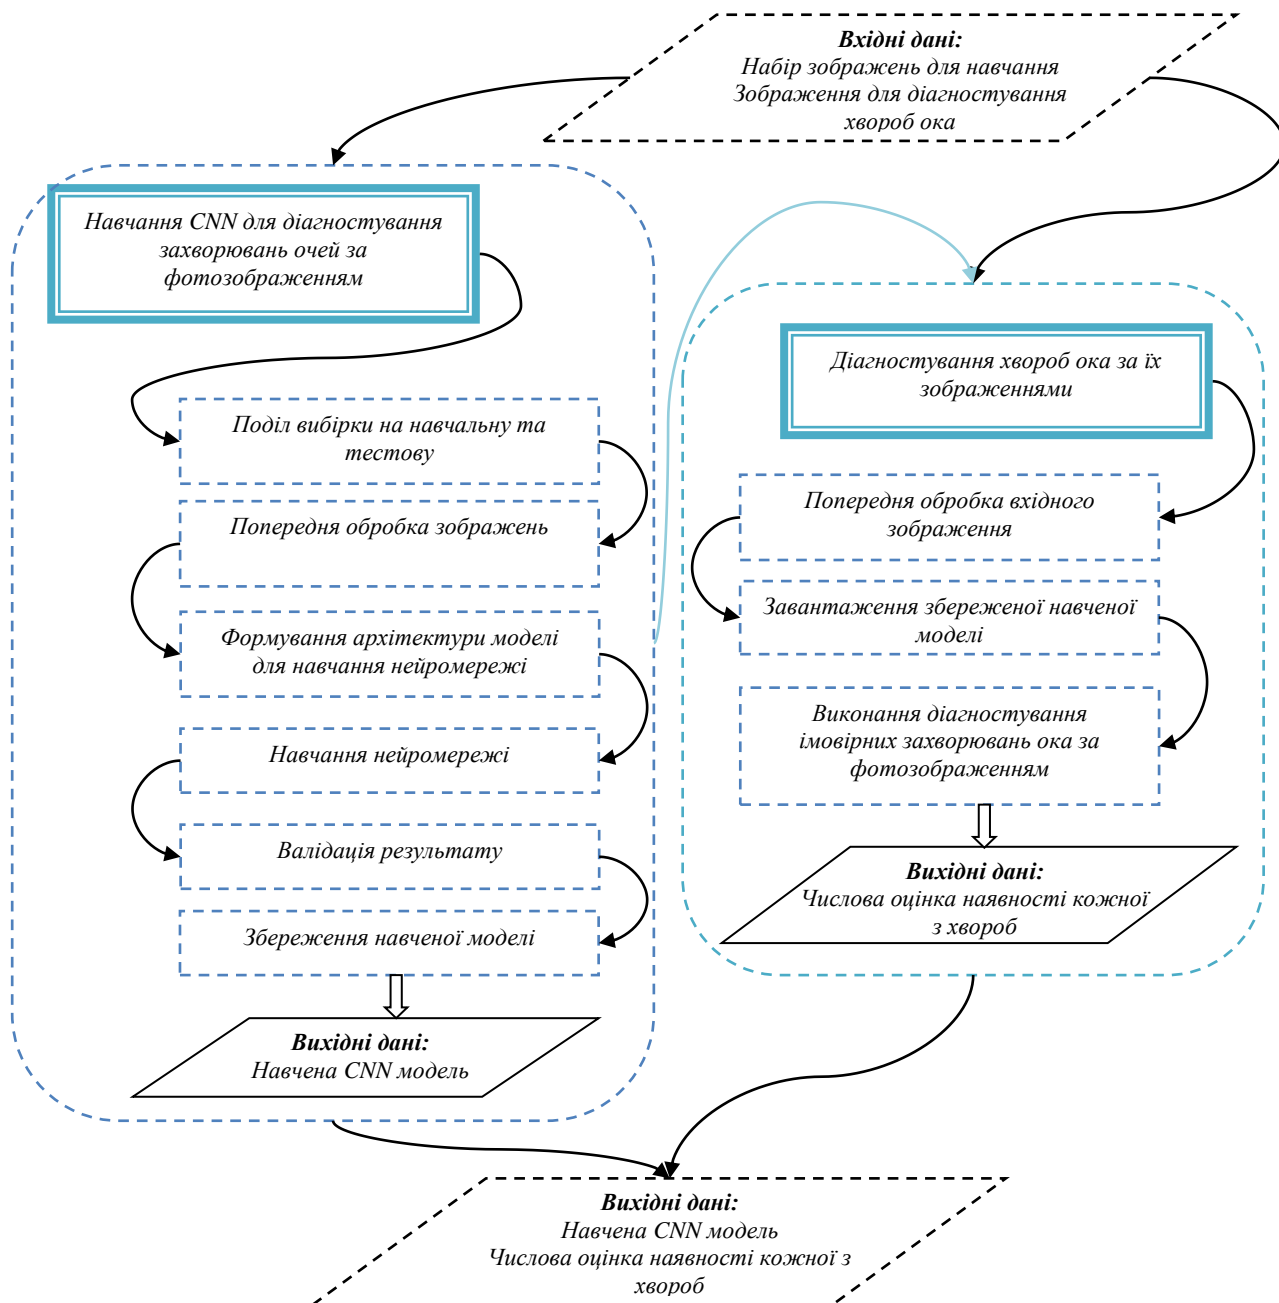 Вхідні дані:
Набір зображень для навчання
Зображення для діагностування
хвороб ока
Навчання CNN для діагностування
захворювань очей за
фотозображенням
Поділ вибірки на навчальну та
тестову
Попередня обробка зображень
Формування архітектури моделі
для навчання нейромережі
Навчання нейромережі
Валідація результату
Збереження навченої моделі
Вихідні дані:
Навчена CNN модель
Діагностування хвороб ока за їх
зображеннями
Попередня обробка вхідного
зображення
Завантаження збереженої навченої
моделі
Виконання діагностування
імовірних захворювань ока за
фотозображенням
Вихідні дані:
Числова оцінка наявності кожної
з хвороб
Вихідні дані:
Навчена CNN модель
Числова оцінка наявності кожної з
хвороб